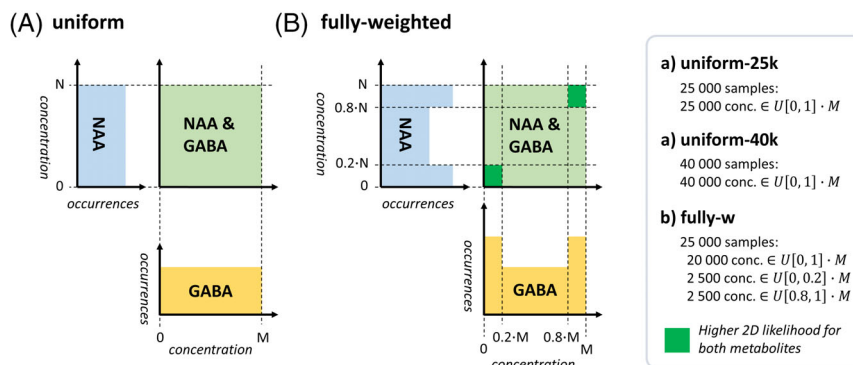 (A) uniform
(B) fully-weighted
N
concentration
0
NAA
occurrences
NAA &
GABA
occurrences
GABA
0
M
concentration
N
0.8·N
concentration
0.2·N
0
NAA
occurrences
NAA &
GABA
occurrences
GABA
0.2·M
0.8·M
0
M
concentration
a) uniform-25k
25 000 samples:
25 000 conc. ∈ U[0, 1] · M
a) uniform-40k
40 000 samples:
40 000 conc. ∈ U[0, 1] · M
b) fully-w
25 000 samples:
20 000 conc. ∈ U[0, 1] · M
2 500 conc. ∈ U[0, 0.2] · M
2 500 conc. ∈ U[0.8, 1] · M
Higher 2D likelihood for
both metabolites